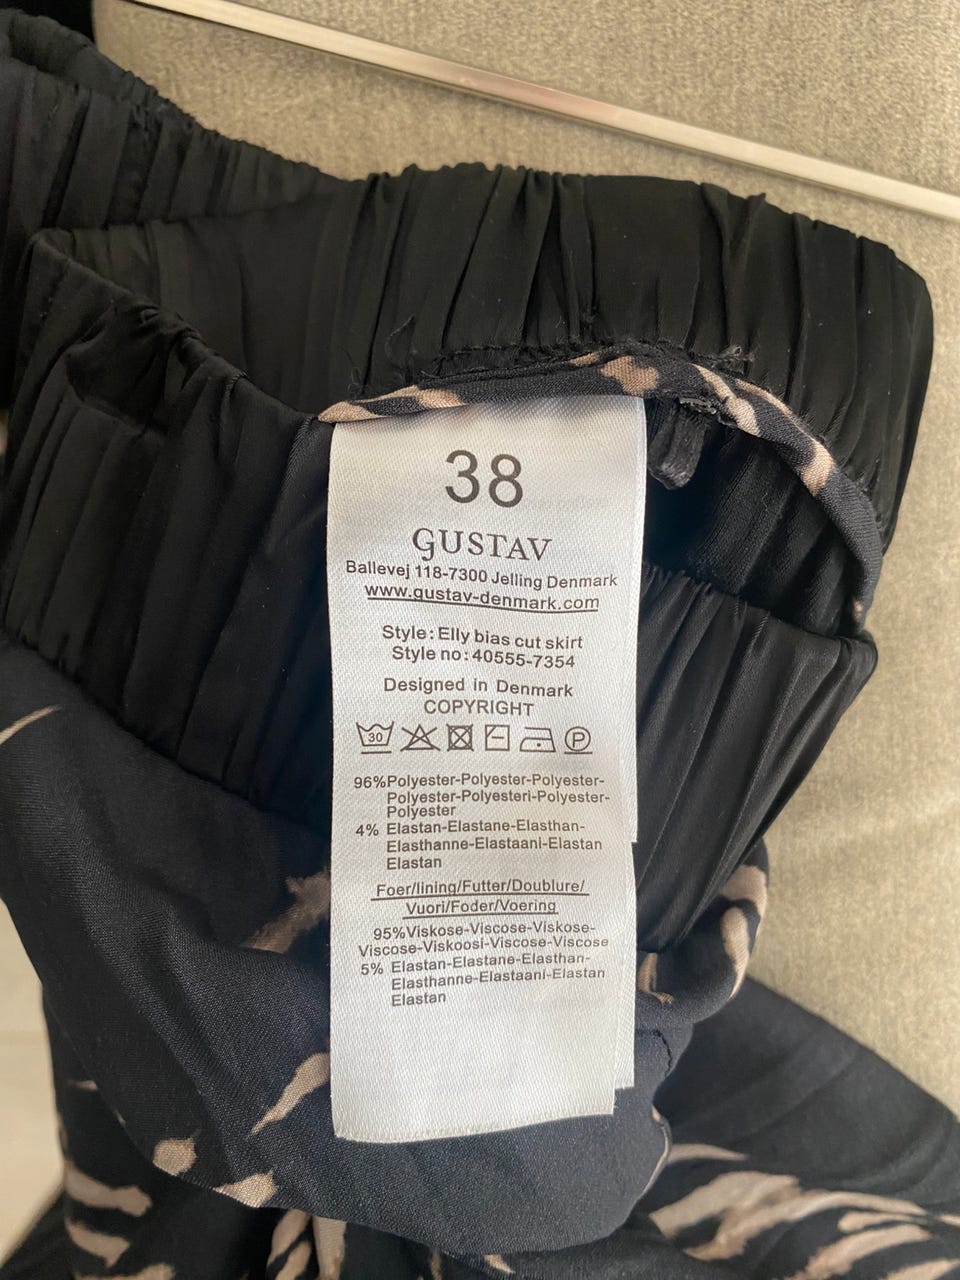 38
GUSTAV
Ballevej 118-7300 Jelling Denmark
www.gustav-denmark.com
Style: Elly bias cut skirt
Style no: 40555-7354
Designed in Denmark
COPYRIGHT
30 P
96%Polyester-Polyester-Polyester-
Polyester-Polyesteri-Polyester-
Polyester
4% Elastan-Elastane-Elasthan-
Elasthanne-Elastaani-Elastan
Elastan
Foer/lining/Futter/Doublure/
Vuori/Foder/Voering
95%Viskose-Viscose-Viskose-
Viscose-Viskoosi-Viscose-Viscose
5% Elastan-Elastane-Elasthan-
Elasthanne-Elastaani-Elastan
Elastan